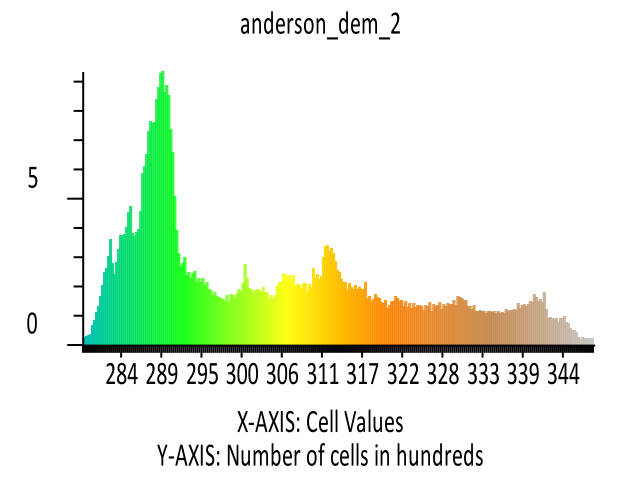 anderson_dem_2
5
0
284 289 295 300 306 311 317 322 328 333 339 344
X-AXIS: Cell Values
Y-AXIS: Number of cells in hundreds